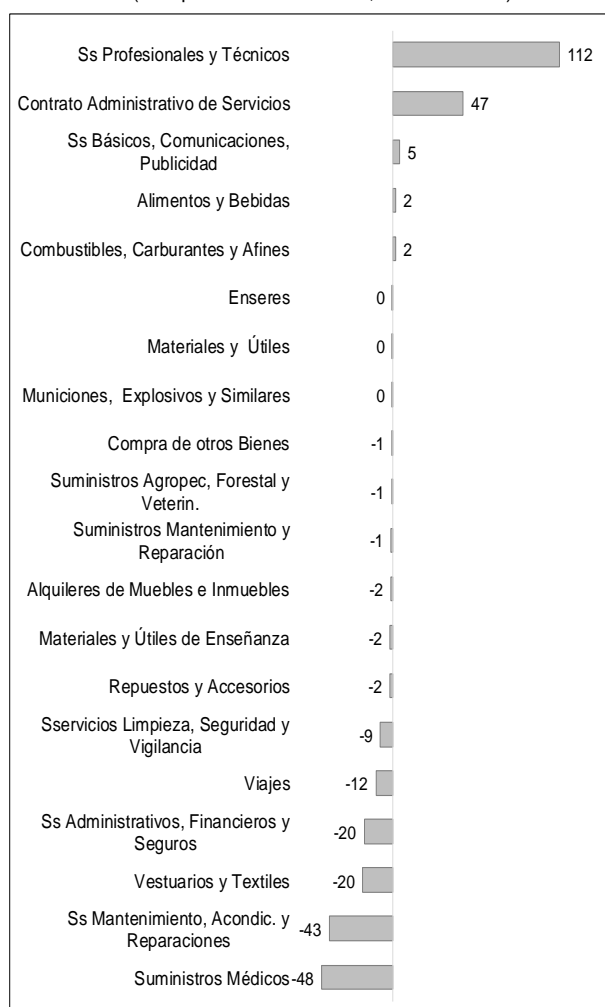 Ss Profesionales y Técnicos 112
Contrato Administrativo de Servicios 47
Ss Básicos, Comunicaciones,
Publicidad 5
Alimentos y Bebidas 2
Combustibles, Carburantes y Afines 2
Enseres 0
Materiales y Útiles 0
Municiones, Explosivos y Similares 0
Compra de otros Bienes -1
Suministros Agropec, Forestal y
Veterin. -1
Suministros Mantenimiento y
Reparación -1
Alquileres de Muebles e Inmuebles -2
Materiales y Útiles de Enseñanza -2
Repuestos y Accesorios -2
Sservicios Limpieza, Seguridad y
Vigilancia -9
Viajes -12
Ss Administrativos, Financieros y
Seguros -20
Vestuarios y Textiles -20
Ss Mantenimiento, Acondic. y
Reparaciones -43
Suministros Médicos -48